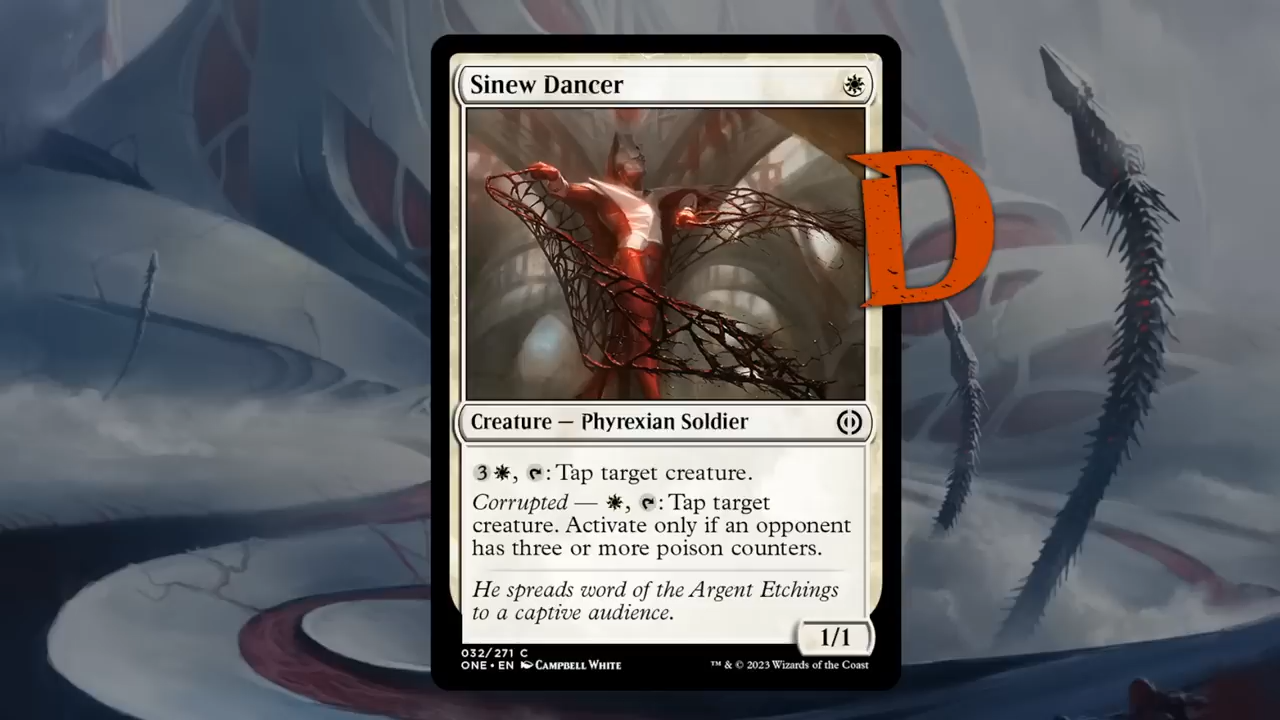 Sinew Dancer
D
Creature — Phyrexian Soldier
3, : Tap target creature.
Corrupted — , : Tap target
creature. Activate only if an opponent
has three or more poison counters.
He spreads word of the Argent Etchings
to a captive audience.
1/1
032/271 C
ONE • EN CAMPBELL WHITE
™ & © 2023 Wizards of the Coast